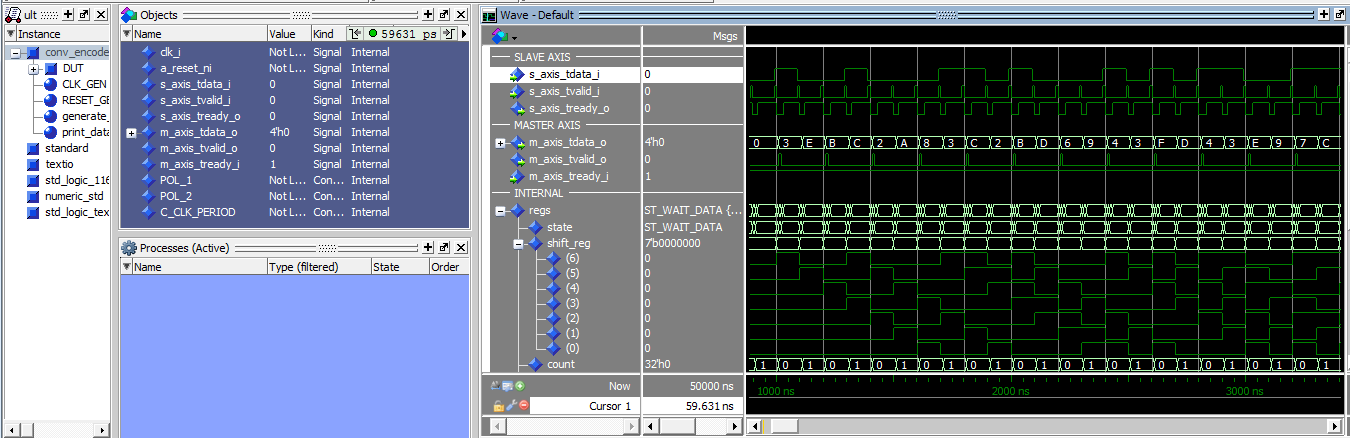 ult
Instance
conv_encode
DUT
CLK_GEN
RESET_GE
generate_
print_data
standard
textio
std_logic_116
numeric_std
std_logic_tex
Objects
Name Value Kind 59631 ps
clk_i Not L... Signal Internal
a_reset_ni Not L... Signal Internal
s_axis_tdata_i 0 Signal Internal
s_axis_tvalid_i 0 Signal Internal
s_axis_tready_o 0 Signal Internal
m_axis_tdata_o 4'h0 Signal Internal
m_axis_tvalid_o 0 Signal Internal
m_axis_tready_i 1 Signal Internal
POL_1 Not L... Con... Internal
POL_2 Not L... Con... Internal
C_CLK_PERIOD Not L... Con... Internal
Processes (Active)
Name Type (filtered) State Order
Wave - Default
Msgs
SLAVE AXIS
s_axis_tdata_i 0
s_axis_tvalid_i 0
s_axis_tready_o 0
MASTER AXIS
m_axis_tdata_o 4'h0 0 3 E B C 2 A 8 3 C 2 B D 6 9 4 3 F D 4 3 E 9 7 C
m_axis_tvalid_o 0
m_axis_tready_i 1
INTERNAL
regs ST_WAIT_DATA {...
state ST_WAIT_DATA
shift_reg 7'b0000000
(6) 0
(5) 0
(4) 0
(3) 0
(2) 0
(1) 0
(0) 0
count 32'h0 1 0 1 0 1 0 1 0 1 0 1 0 1 0 1 0 1 0 1 0 1 0 1 0 1
Now 50000 ns 1000 ns 2000 ns 3000 ns
Cursor 1 59.631 ns